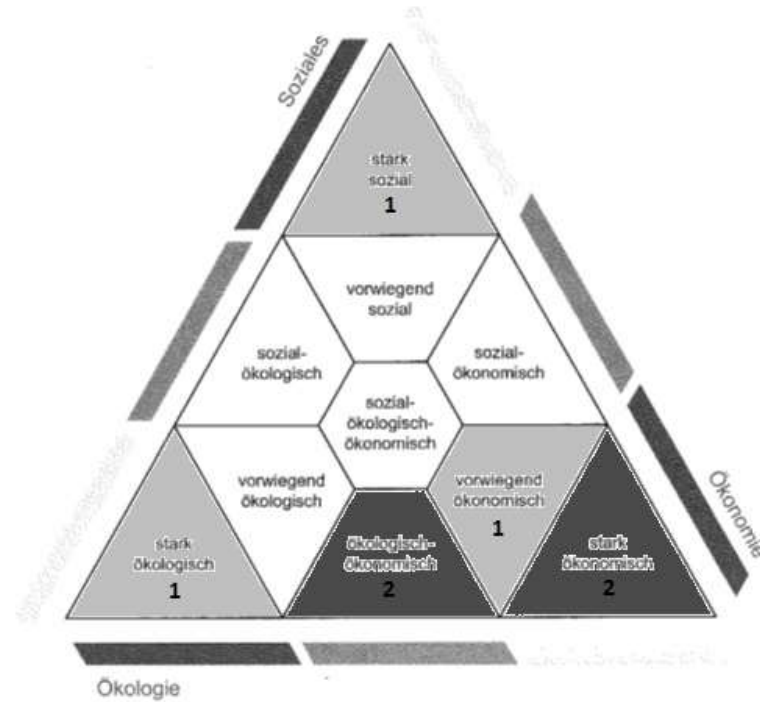 Soziales
stark
sozial
1
vorwiegend
sozial
sozial-
ökologisch
sozial-
ökonomisch
sozial-
ökologisch-
ökonomisch
vorwiegend
ökologisch
vorwiegend
ökonomisch
1
stark
ökologisch
1
ökologisch-
ökonomisch
2
stark
ökonomisch
2
Ökonomie
Ökologie